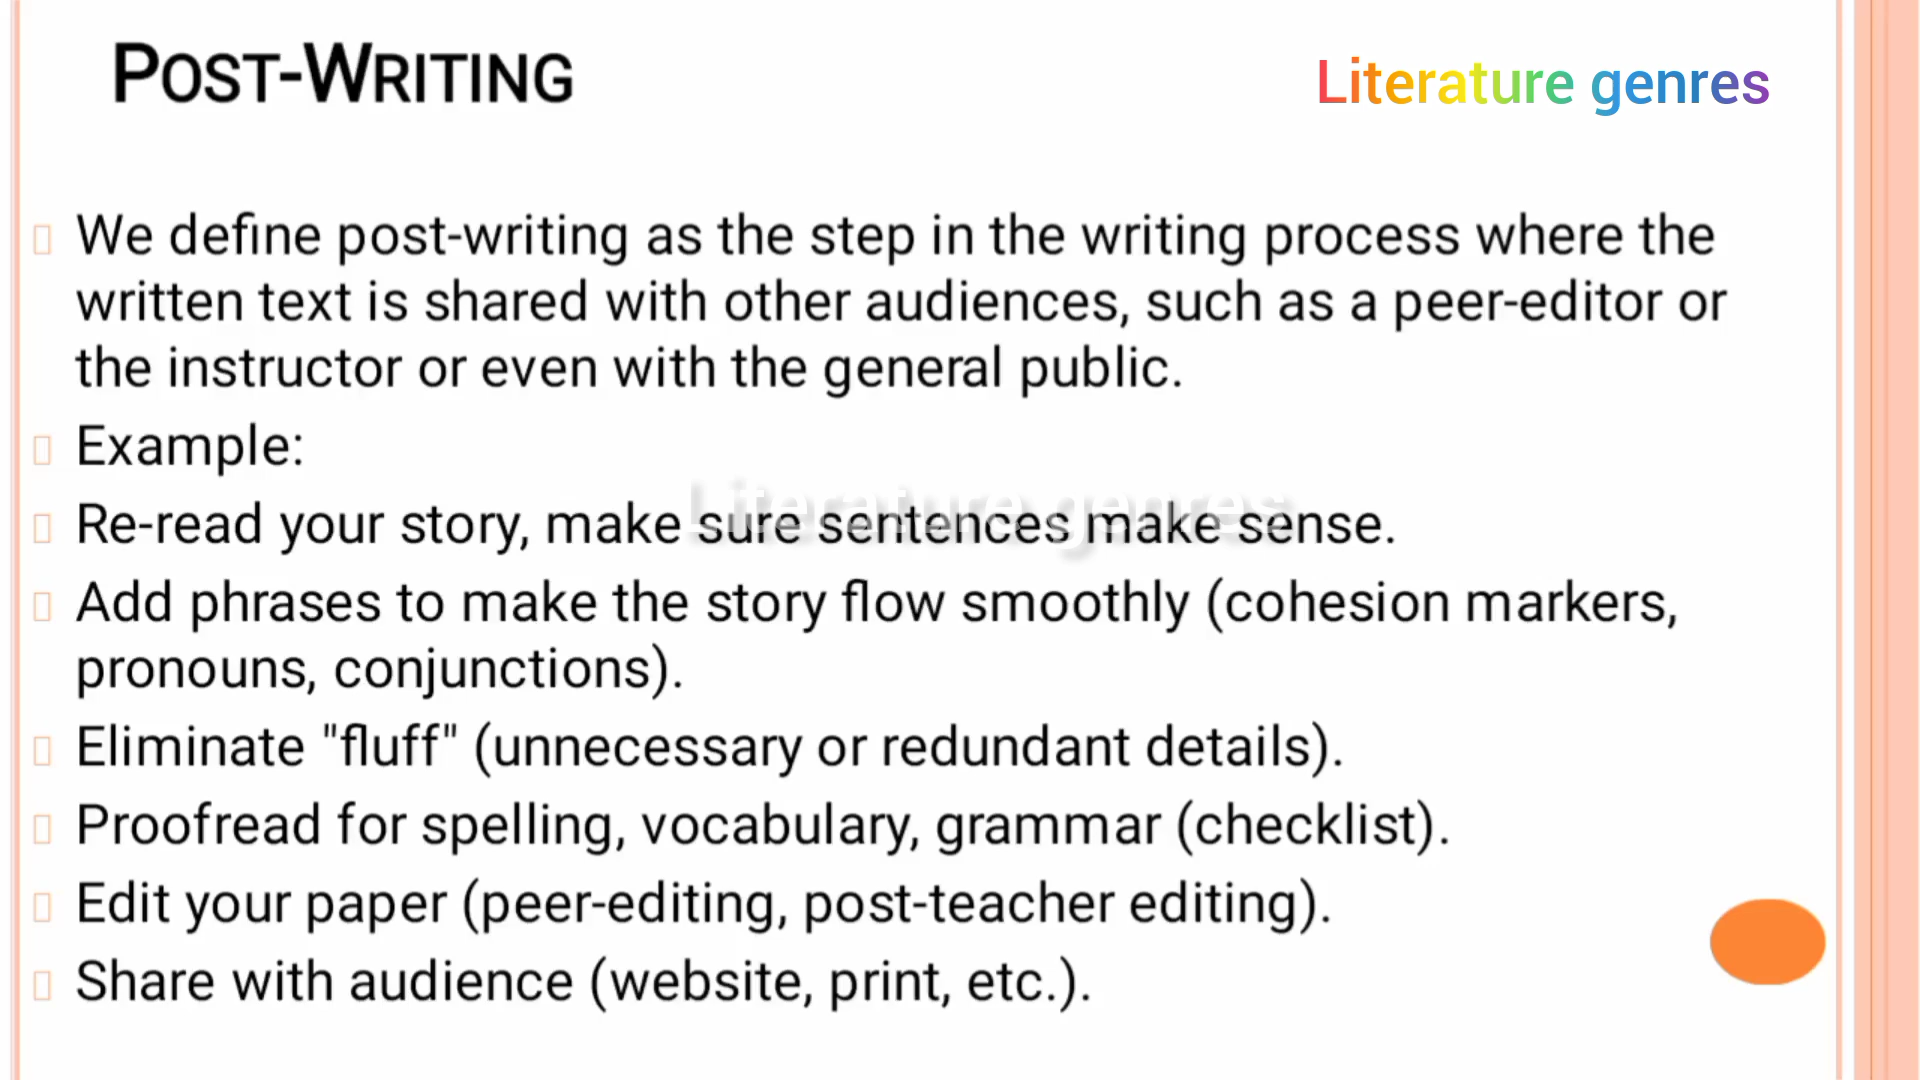 POST-WRITING
Literature genres
We define post-writing as the step in the writing process where the
written text is shared with other audiences, such as a peer-editor or
the instructor or even with the general public.
Example:
Literature genres
Re-read your story, make sure sentences make sense.
Add phrases to make the story flow smoothly (cohesion markers,
pronouns, conjunctions).
Eliminate "fluff" (unnecessary or redundant details).
Proofread for spelling, vocabulary, grammar (checklist).
Edit your paper (peer-editing, post-teacher editing).
Share with audience (website, print, etc.).